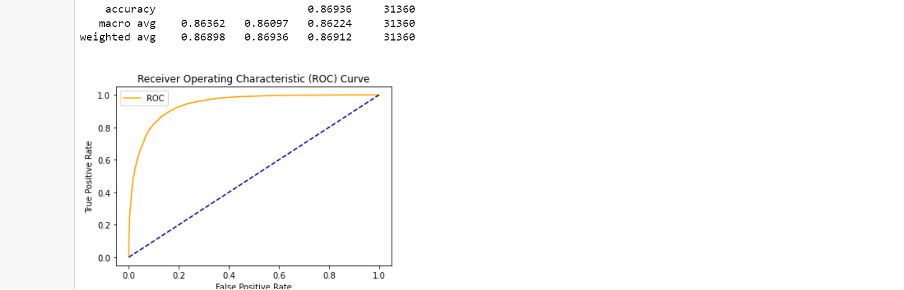 accuracy 0.86936 31360
macro avg 0.86362 0.86097 0.86224 31360
weighted avg 0.86898 0.86936 0.86912 31360
Receiver Operating Characteristic (ROC) Curve
ROC
1.0
0.8
0.6
0.4
0.2
0.0
True Positive Rate
0.0 0.2 0.4 0.6 0.8 1.0
False Positive Rate